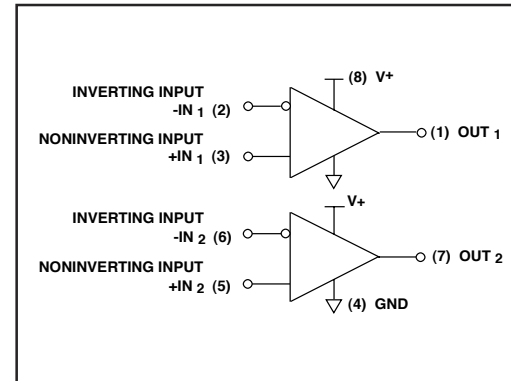 (8) V+
INVERTING INPUT
-IN 1 (2)
(1) OUT 1
NONINVERTING INPUT
+IN 1 (3)
V+
INVERTING INPUT
-IN 2 (6)
(7) OUT 2
NONINVERTING INPUT
+IN 2 (5)
(4) GND